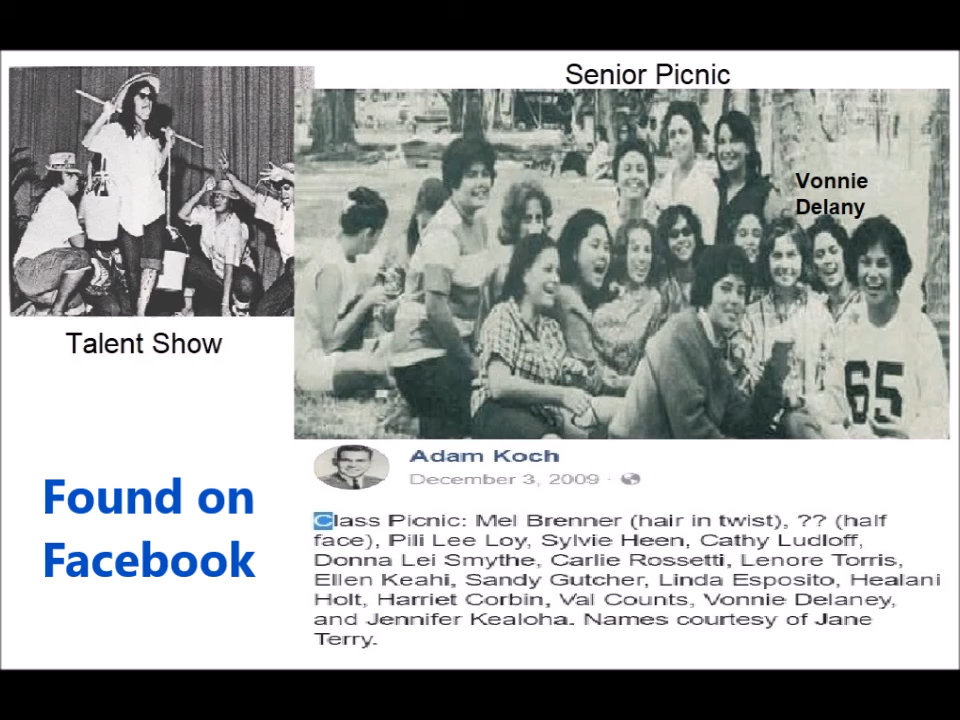 Senior Picnic
Vonnie
Delany
65
Talent Show
Found on
Facebook
Adam Koch
December 3, 2009 ·
Class Picnic: Mel Brenner (hair in twist), ?? (half
face), Pili Lee Loy, Sylvie Heen, Cathy Ludloff,
Donna Lei Smythe, Carlie Rossetti, Lenore Torris,
Ellen Keahi, Sandy Gutcher, Linda Esposito, Healani
Holt, Harriet Corbin, Val Counts, Vonnie Delaney,
and Jennifer Kealoha. Names courtesy of Jane
Terry.